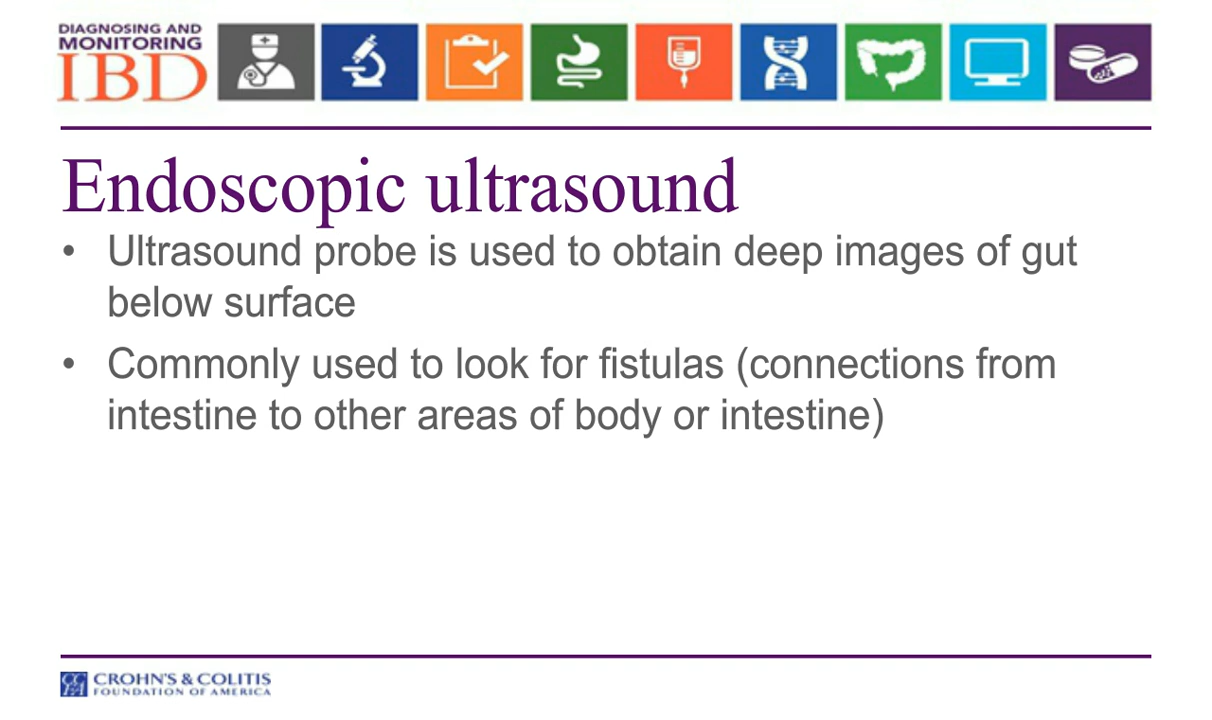 DIAGNOSING AND
MONITORING
IBD
Endoscopic ultrasound
• Ultrasound probe is used to obtain deep images of gut
below surface
• Commonly used to look for fistulas (connections from
intestine to other areas of body or intestine)
CROHN'S & COLITIS
FOUNDATION OF AMERICA